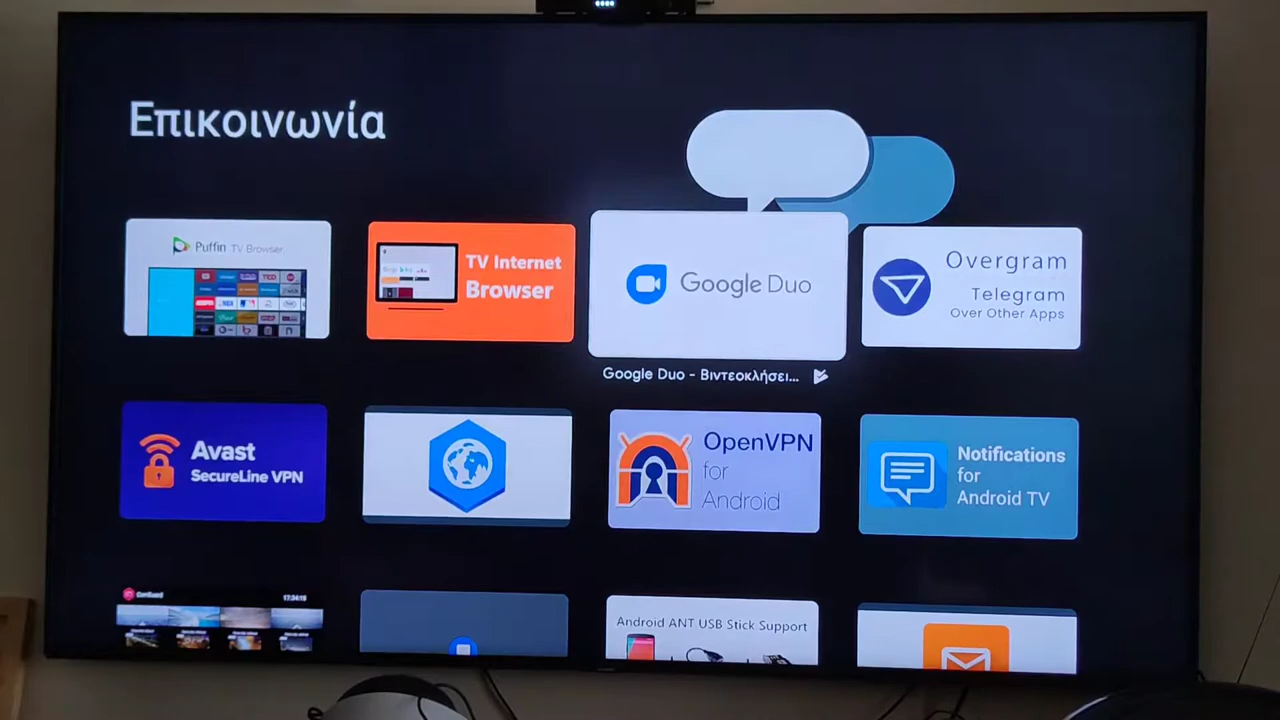 Επικοινωνία
Puffin TV Browser
TV Internet
Browser
Google Duo
Overgram
Telegram
Over Other Apps
Google Duo - Βιντεοκλήσει...
Avast
SecureLine VPN
OpenVPN
for
Android
Notifications
for
Android TV
Android ANT USB Stick Support